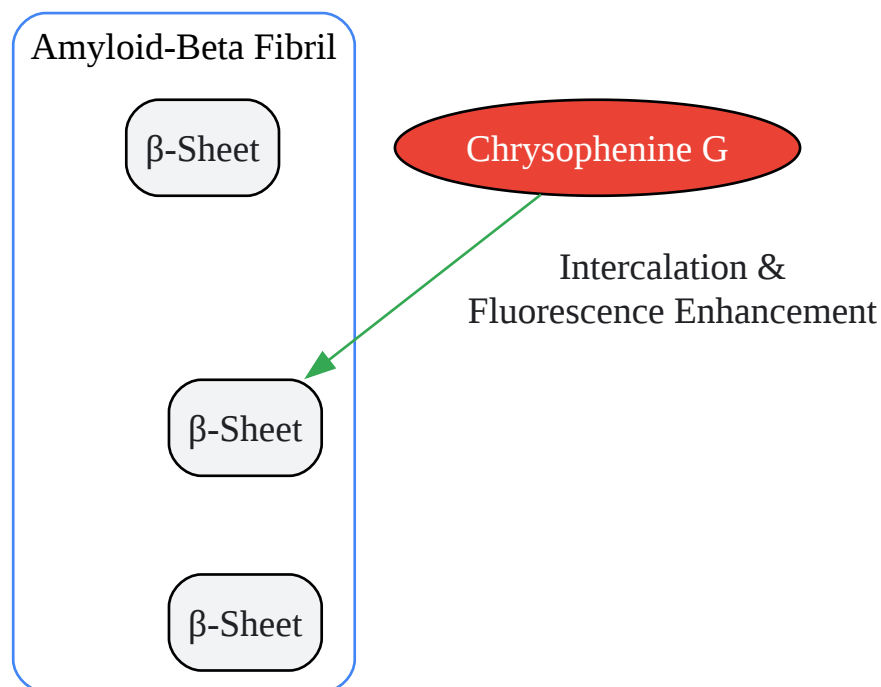 Amyloid-Beta Fibril
β-Sheet
Chrysophenine G
Intercalation &
Fluorescence Enhancement
β-Sheet
β-Sheet